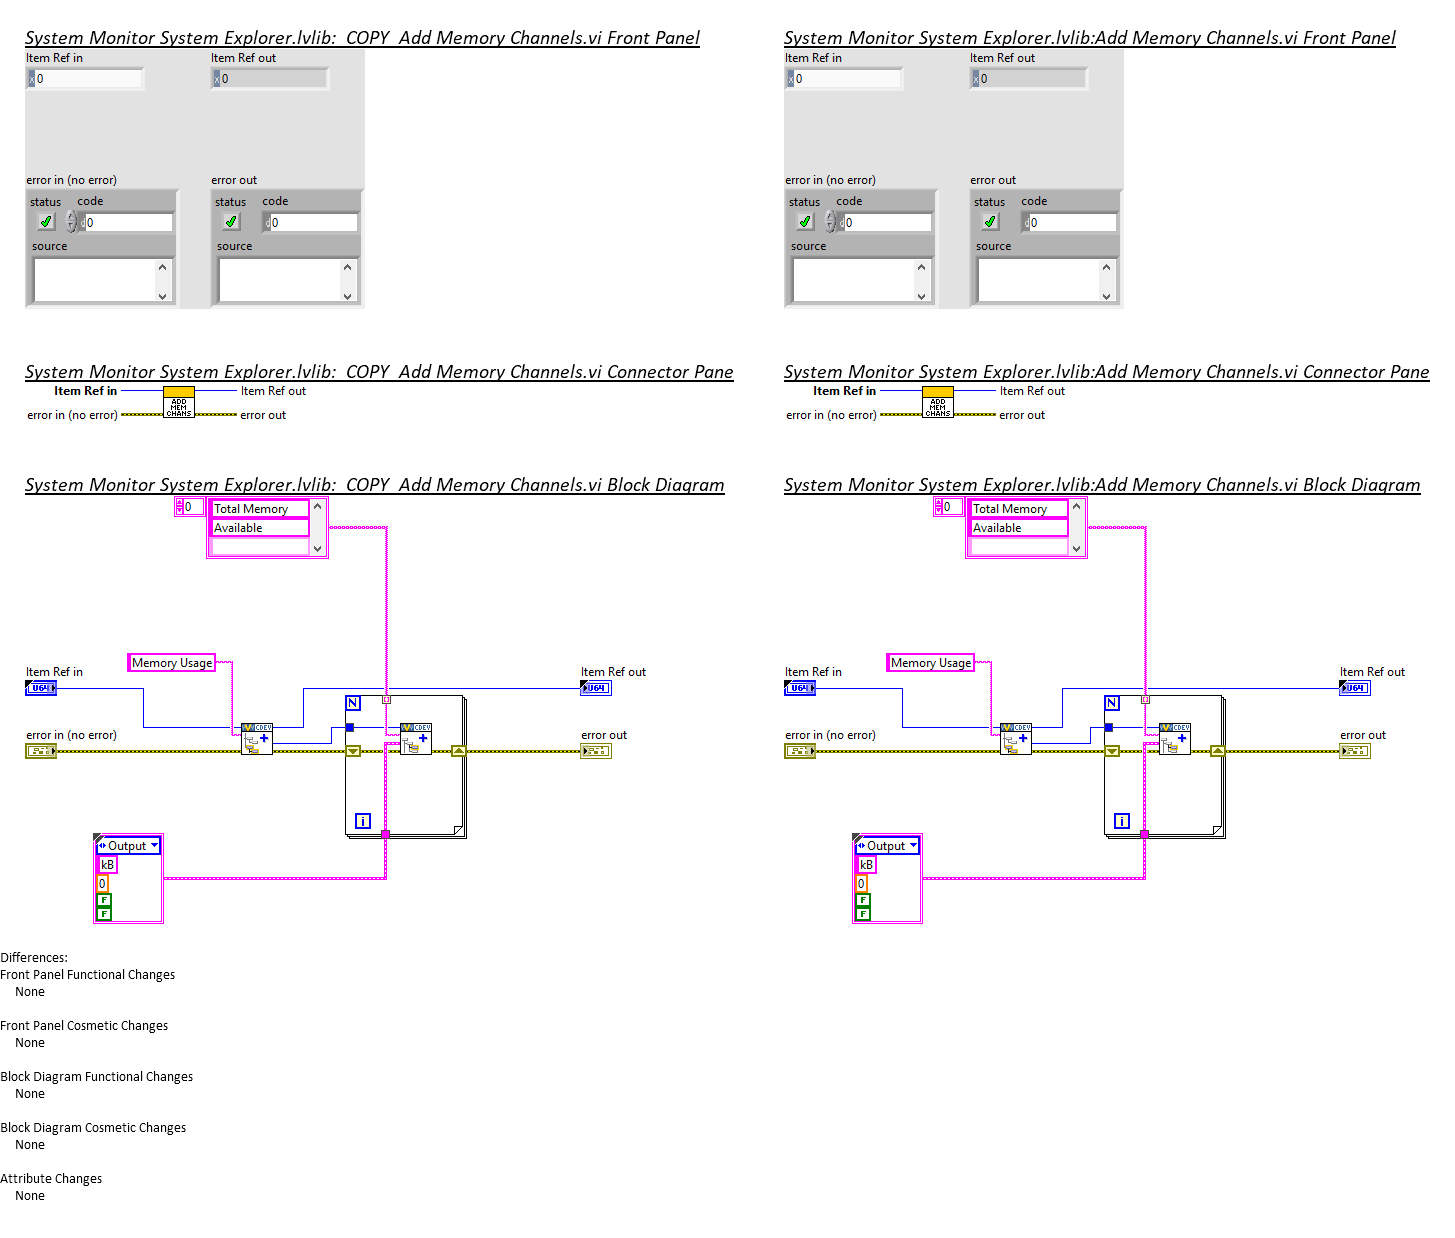 System Monitor System Explorer.lvlib:  COPY  Add Memory Channels.vi Front Panel
Item Ref in
Item Ref out
x 0
x 0
error in (no error)
error out
status
code
status
code
d 0
d 0
source
source
System Monitor System Explorer.lvlib:Add Memory Channels.vi Front Panel
Item Ref in
Item Ref out
x 0
x 0
error in (no error)
error out
status
code
status
code
d 0
d 0
source
source
System Monitor System Explorer.lvlib:  COPY  Add Memory Channels.vi Connector Pane
Item Ref in
Item Ref out
error in (no error)
error out
ADD
MEM
CHANS
System Monitor System Explorer.lvlib:Add Memory Channels.vi Connector Pane
Item Ref in
Item Ref out
error in (no error)
error out
ADD
MEM
CHANS
System Monitor System Explorer.lvlib:  COPY  Add Memory Channels.vi Block Diagram
0
Total Memory
Available
Memory Usage
Item Ref in
U64
Item Ref out
U64
N
CDEV
CDEV
error in (no error)
error out
i
Output
kB
0
F
F
System Monitor System Explorer.lvlib:Add Memory Channels.vi Block Diagram
0
Total Memory
Available
Memory Usage
Item Ref in
U64
Item Ref out
U64
N
CDEV
CDEV
error in (no error)
error out
i
Output
kB
0
F
F
Differences:
Front Panel Functional Changes
None
Front Panel Cosmetic Changes
None
Block Diagram Functional Changes
None
Block Diagram Cosmetic Changes
None
Attribute Changes
None